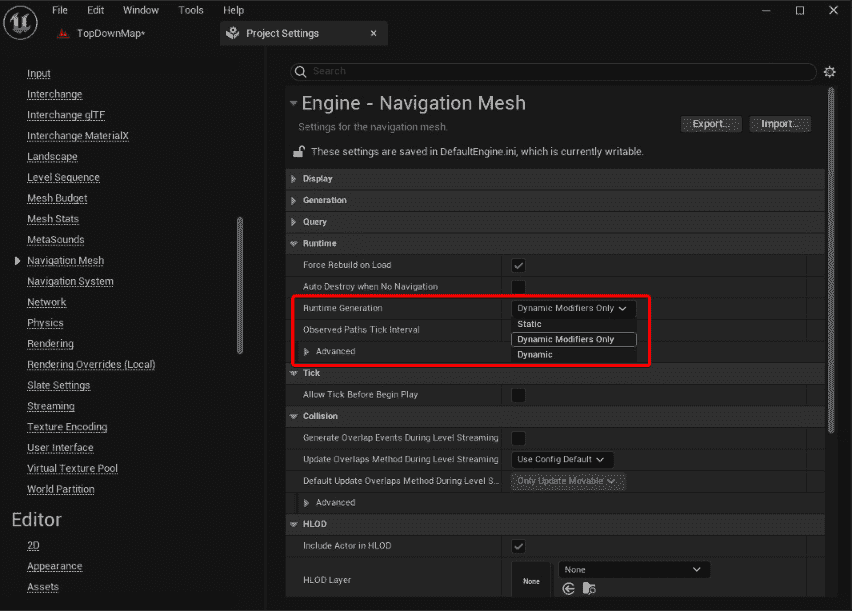 File Edit Window Tools Help
TopDownMap*
Project Settings
Input
Interchange
Interchange glTF
Interchange MaterialX
Landscape
Level Sequence
Mesh Budget
Mesh Stats
MetaSounds
Navigation Mesh
Navigation System
Network
Physics
Rendering
Rendering Overrides (Local)
Slate Settings
Streaming
Texture Encoding
User Interface
Virtual Texture Pool
World Partition
Editor
2D
Appearance
Assets
Search
Engine - Navigation Mesh
Settings for the navigation mesh.
Export... Import...
These settings are saved in DefaultEngine.ini, which is currently writable.
Display
Generation
Query
Runtime
Force Rebuild on Load
Auto Destroy when No Navigation
Runtime Generation Dynamic Modifiers Only
Static
Observed Paths Tick Interval
Dynamic Modifiers Only
Advanced
Dynamic
Tick
Allow Tick Before Begin Play
Collision
Generate Overlap Events During Level Streaming
Update Overlaps Method During Level Streaming Use Config Default
Default Update Overlaps Method During Level S... Only Update Movable
Advanced
HLOD
Include Actor in HLOD
HLOD Layer None None